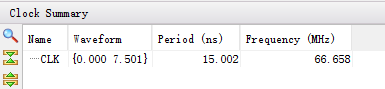 Clock Summary
Name Waveform Period (ns) Frequency (MHz)
CLK {0.000 7.501} 15.002 66.658